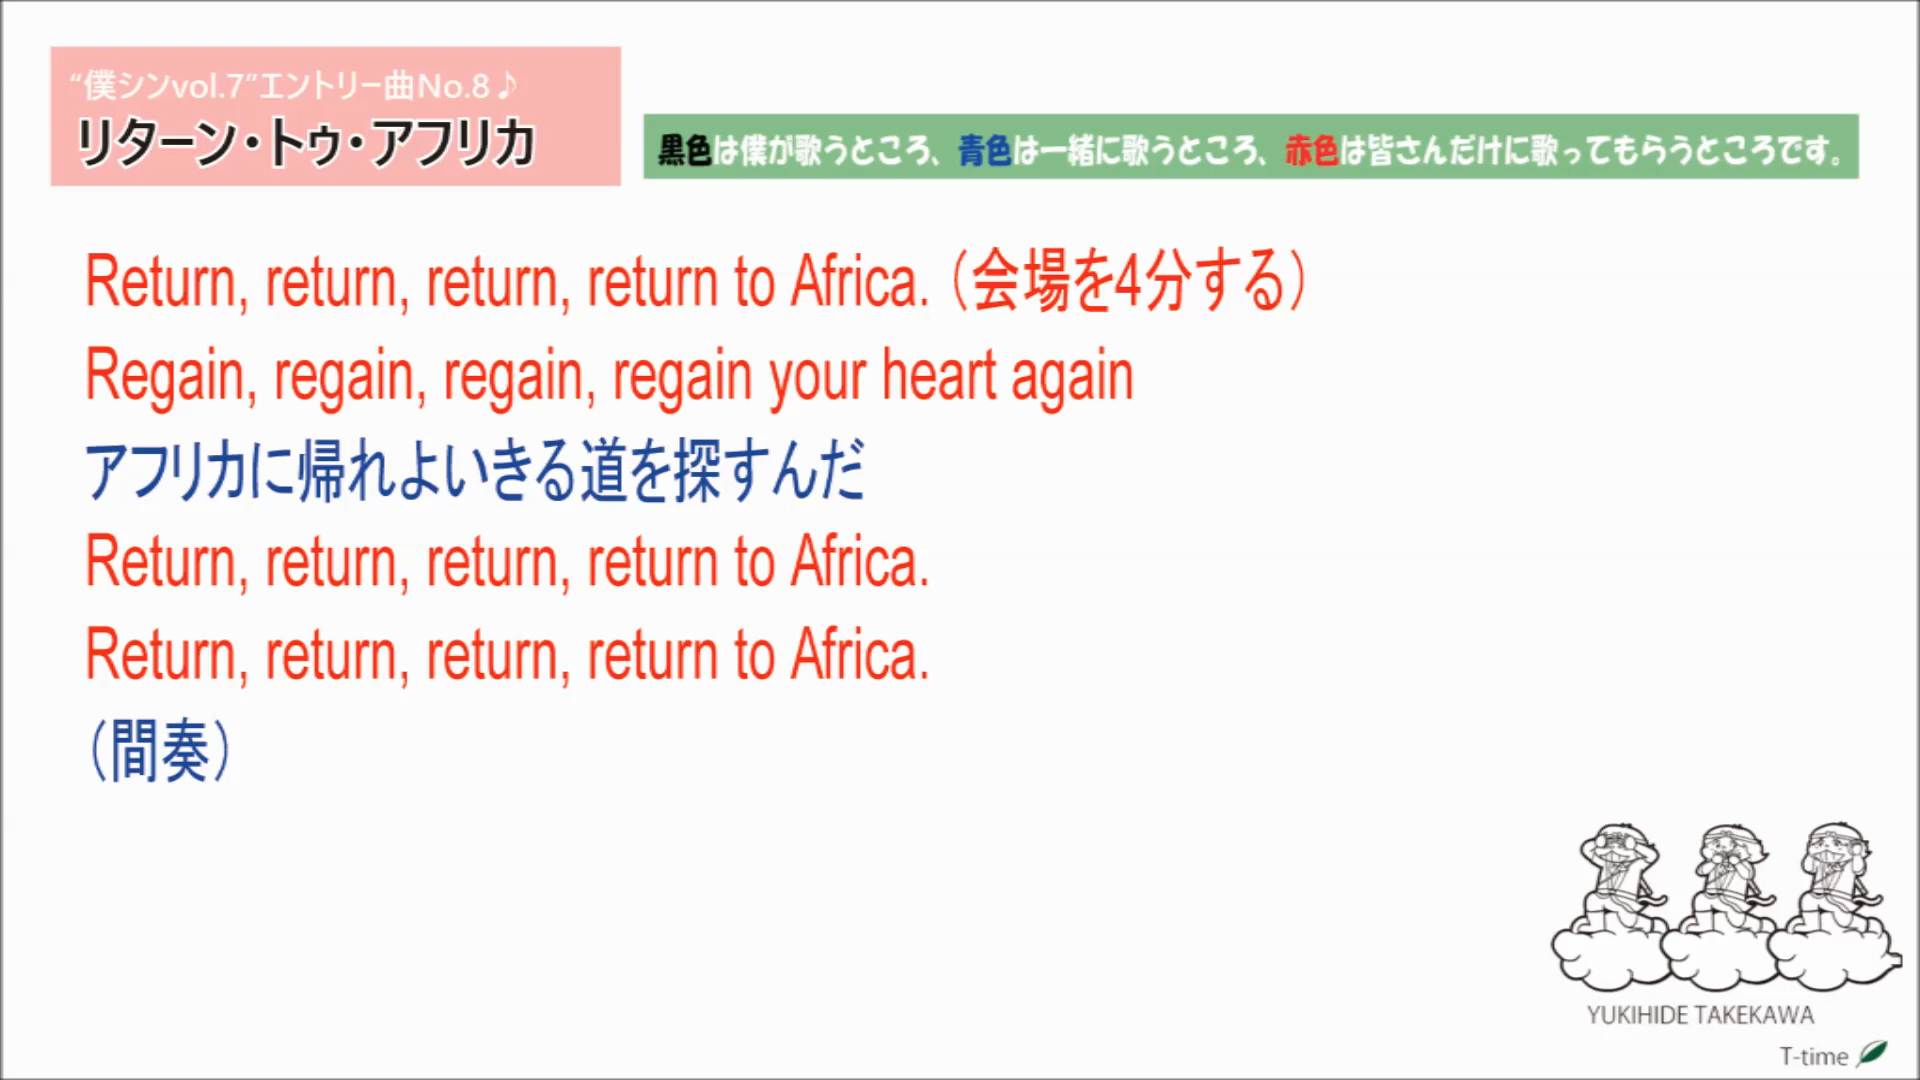 “僕シンvol.7”エントリー曲No.8♪
リターン・トゥ・アフリカ
黒色は僕が歌うところ、青色は一緒に歌うところ、赤色は皆さんだけに歌ってもらうところです。
Return, return, return, return to Africa.（会場を4分する）
Regain, regain, regain, regain your heart again
アフリカに帰れよいきる道を探すんだ
Return, return, return, return to Africa.
Return, return, return, return to Africa.
（間奏）
YUKIHIDE TAKEKAWA
T-time